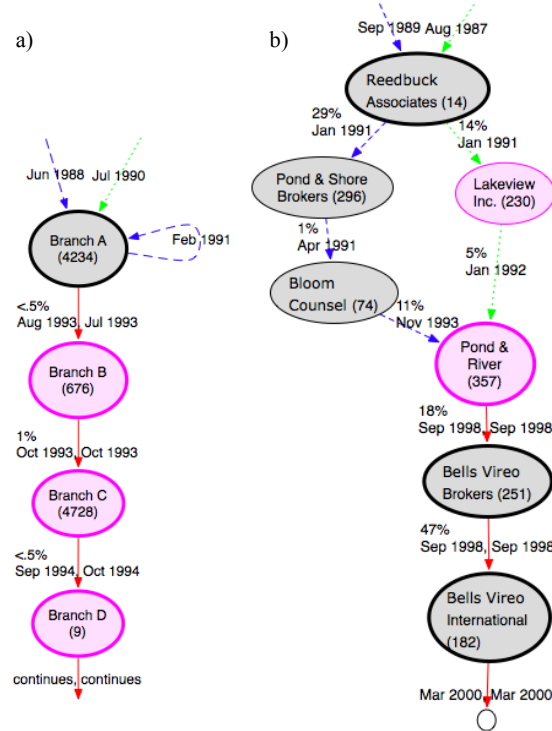 a)
Jun 1988
Jul 1990
Branch A
(4234)
Feb 1991
<.5%
Aug 1993, Jul 1993
Branch B
(676)
1%
Oct 1993, Oct 1993
Branch C
(4728)
<.5%
Sep 1994, Oct 1994
Branch D
(9)
continues, continues
b)
Sep 1989
Aug 1987
Reedbuck
Associates (14)
29%
Jan 1991
14%
Jan 1991
Pond & Shore
Brokers (296)
Lakeview
Inc. (230)
1%
Apr 1991
5%
Jan 1992
Bloom
Counsel (74)
11%
Nov 1993
Pond &
River
(357)
18%
Sep 1998, Sep 1998
Bells Vireo
Brokers (251)
47%
Sep 1998, Sep 1998
Bells Vireo
International
(182)
Mar 2000, Mar 2000